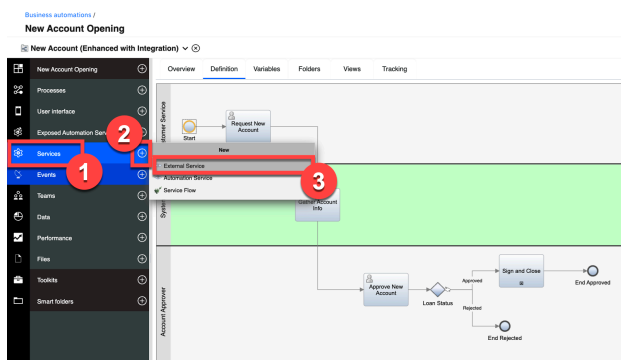 Business automations /
New Account Opening
New Account (Enhanced with Integration)
New Account Opening
Processes
User interface
Exposed Automation Serv
Services
Events
Teams
Data
Performance
Files
Toolkits
Smart folders
Overview Definition Variables Folders Views Tracking
Start
Request New
Account
New
External Service
Automation Service
Service Flow
1
2
3
Gather Account
Info
Account Approver
Approve New
Account
Loan Status
Approved
Rejected
Sign and Close
End Approved
End Rejected